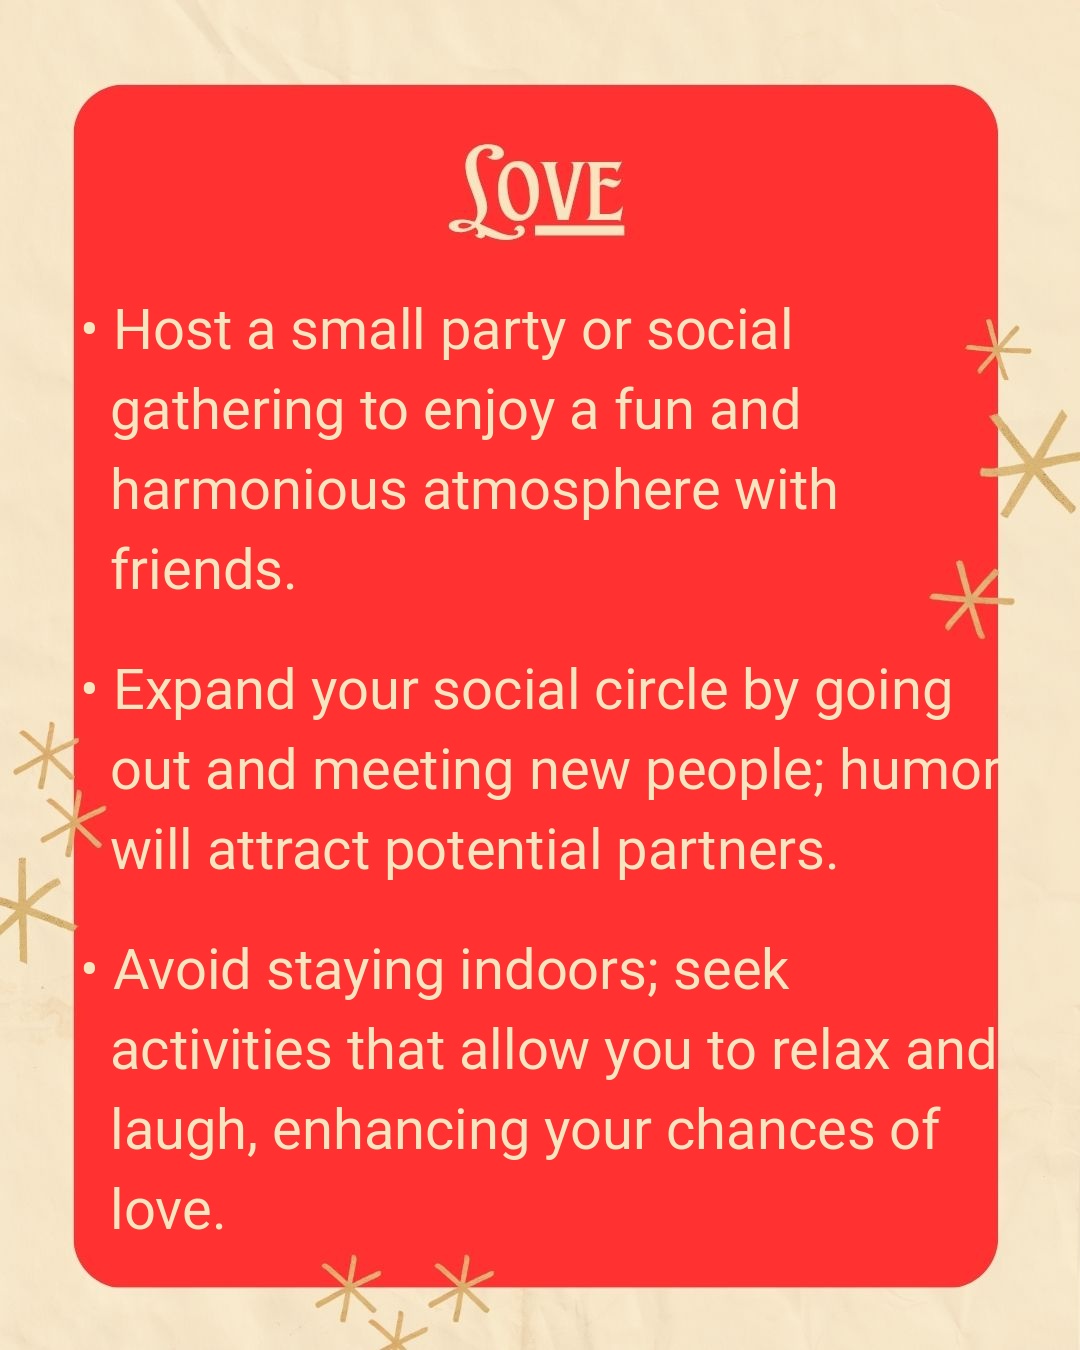 Love
• Host a small party or social
gathering to enjoy a fun and
harmonious atmosphere with
friends.
• Expand your social circle by going
out and meeting new people; humor
will attract potential partners.
• Avoid staying indoors; seek
activities that allow you to relax and
laugh, enhancing your chances of
love.